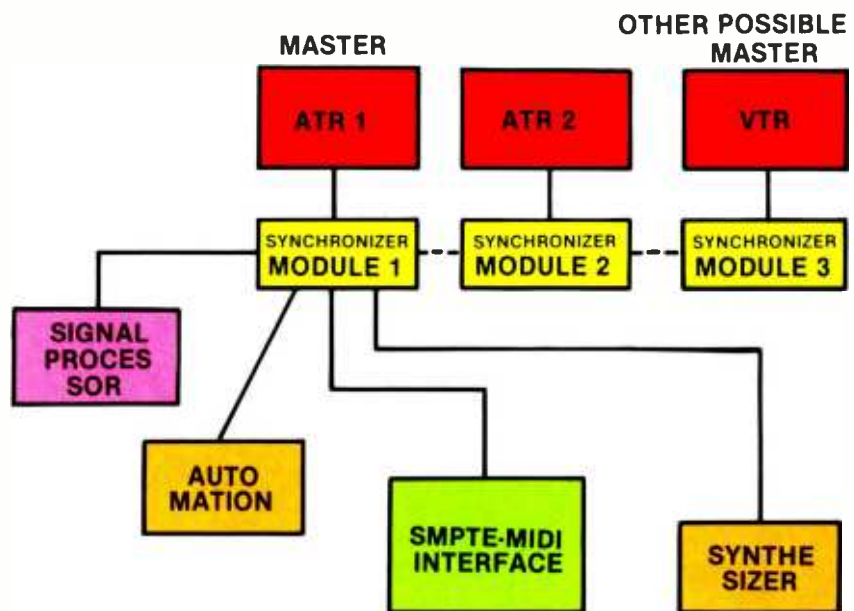 MASTER
OTHER POSSIBLE
MASTER
ATR 1
ATR 2
VTR
SYNCHRONIZER
MODULE 1
SYNCHRONIZER
MODULE 2
SYNCHRONIZER
MODULE 3
SIGNAL
PROCES
SOR
AUTO
MATION
SMPTE-MIDI
INTERFACE
SYNTHE
SIZER